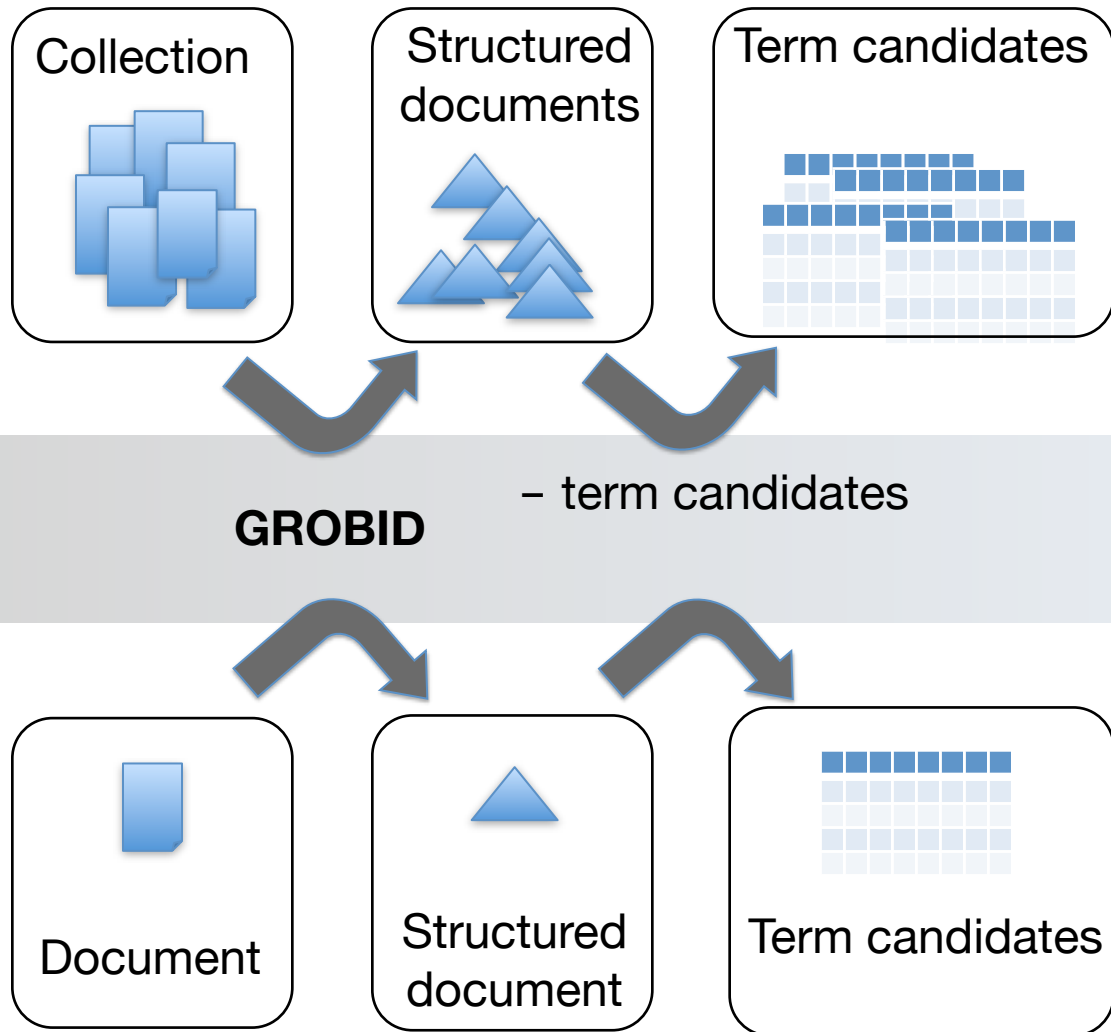 Collection
Structured
documents
Term candidates
– term candidates
GROBID
Document
Structured
document
Term candidates